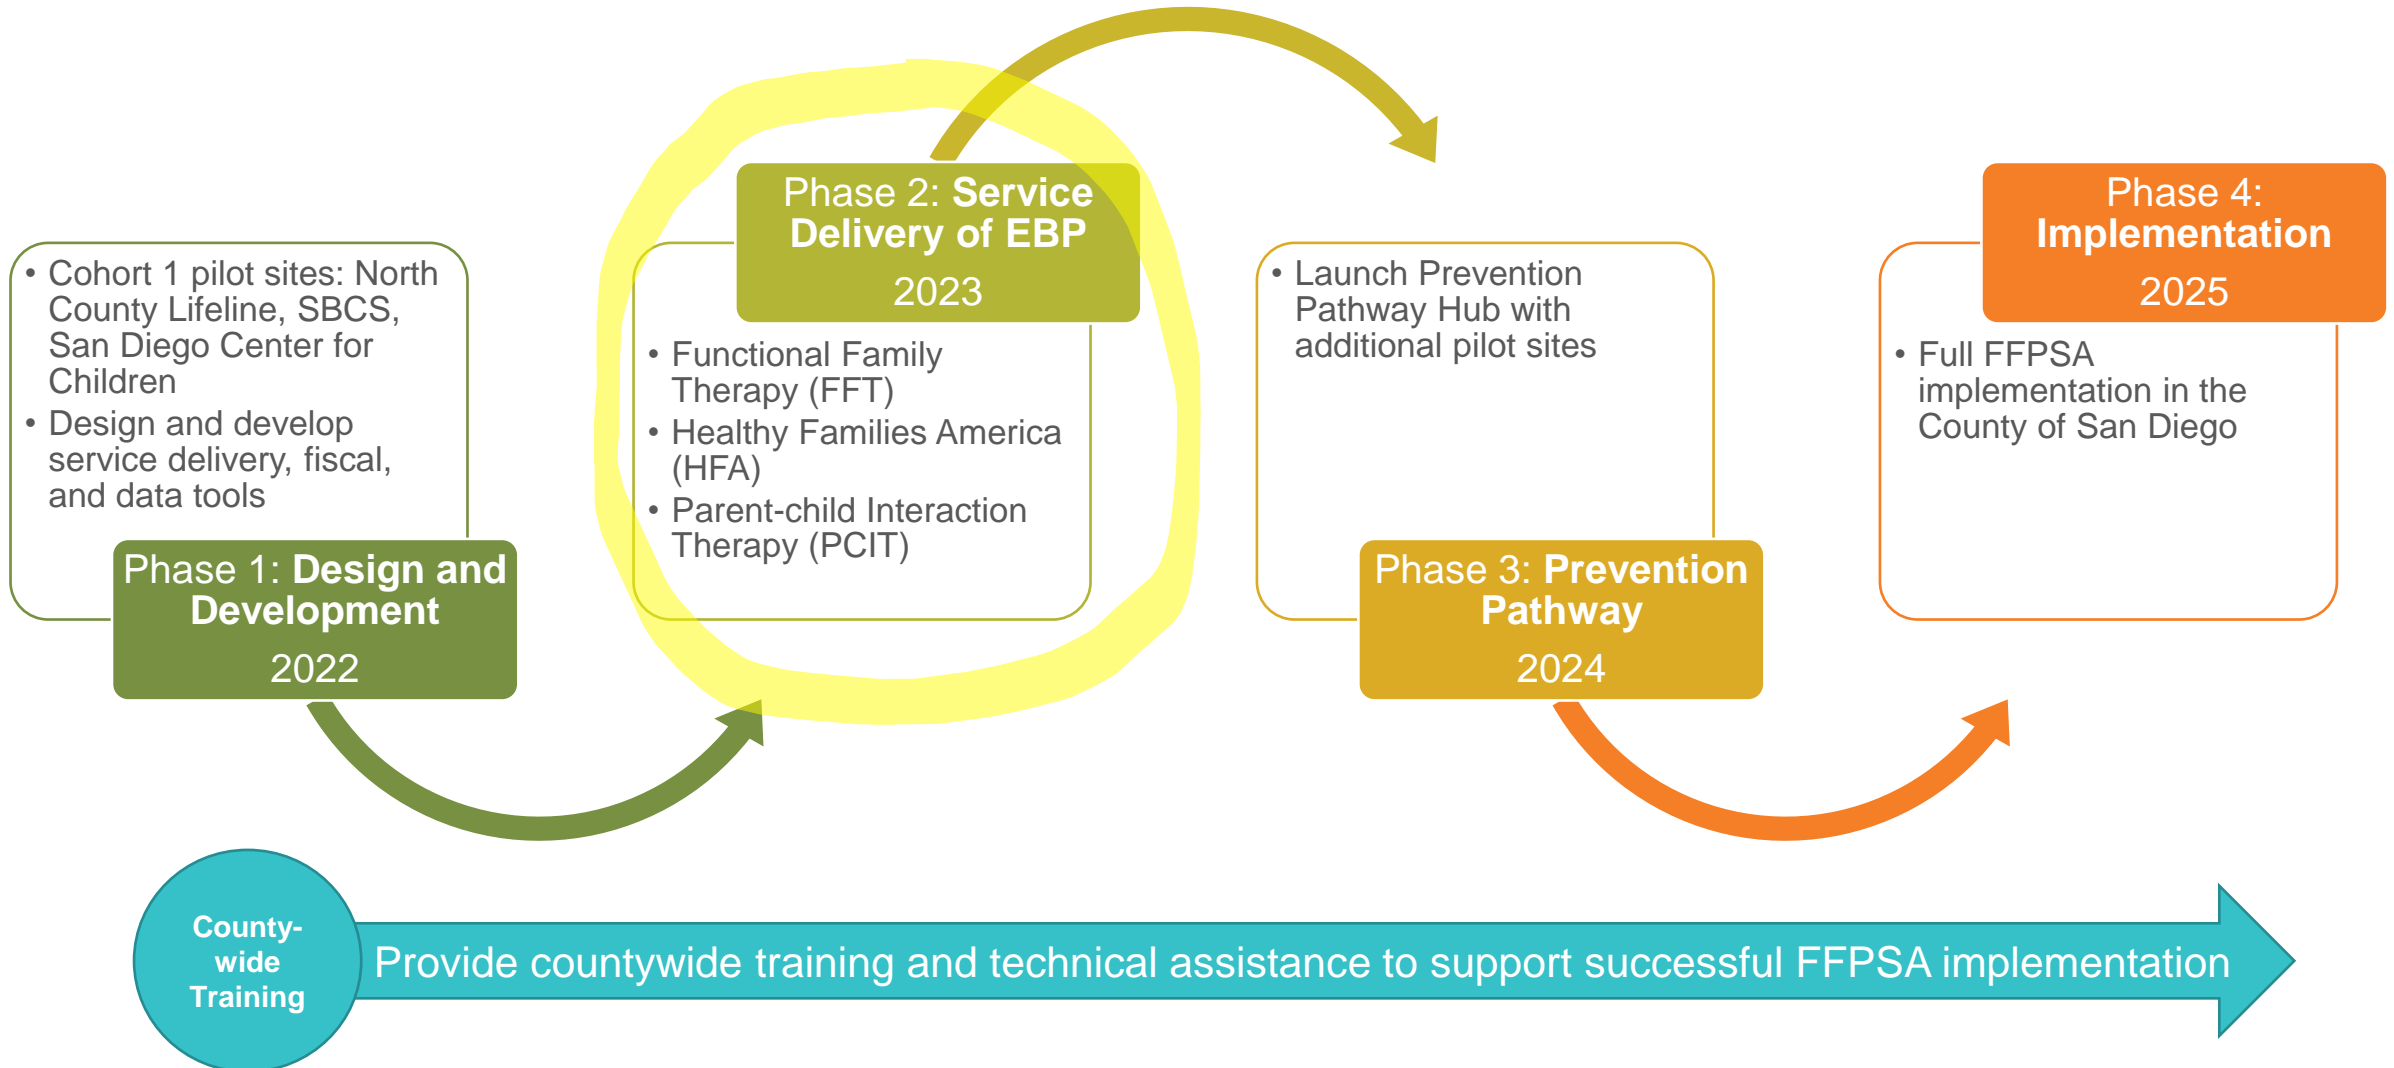 • Cohort 1 pilot sites: North
County Lifeline, SBCS,
San Diego Center for
Children
• Design and develop
service delivery, fiscal,
and data tools
Phase 1: Design and
Development
2022
Phase 2: Service
Delivery of EBP
2023
• Functional Family
Therapy (FFT)
• Healthy Families America
(HFA)
• Parent-child Interaction
Therapy (PCIT)
• Launch Prevention
Pathway Hub with
additional pilot sites
Phase 3: Prevention
Pathway
2024
Phase 4:
Implementation
2025
• Full FFPSA
implementation in the
County of San Diego
County-
wide
Training
Provide countywide training and technical assistance to support successful FFPSA implementation